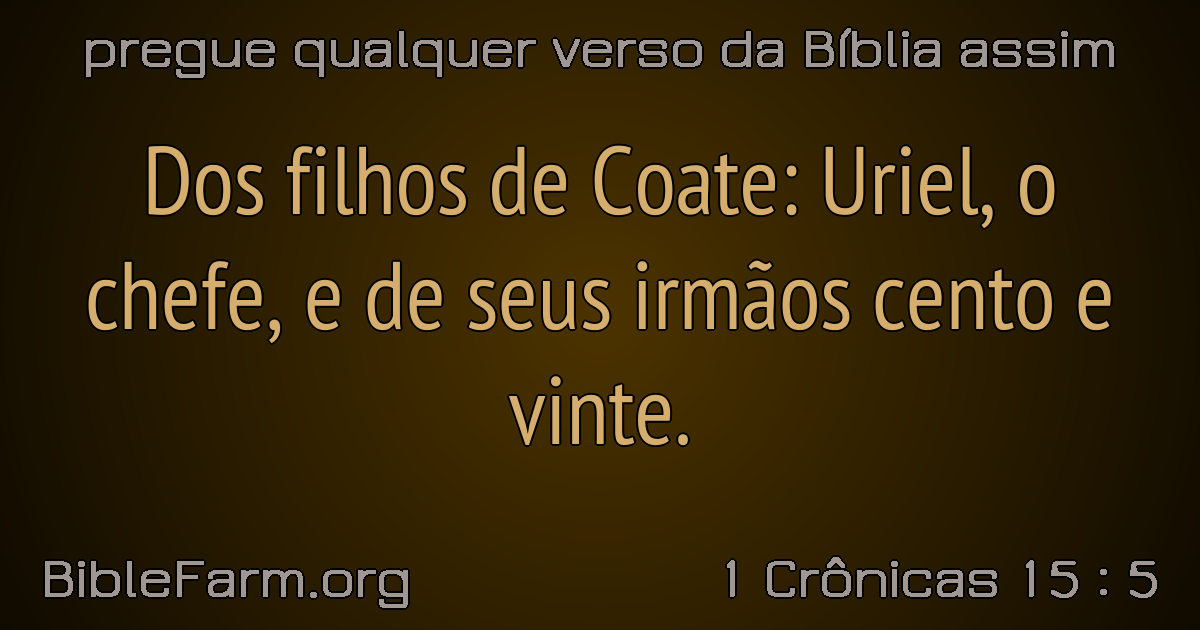 pregue qualquer verso da Bíblia assim
Dos filhos de Coate: Uriel, o
chefe, e de seus irmãos cento e
vinte.
BibleFarm.org
1 Crônicas 15 : 5